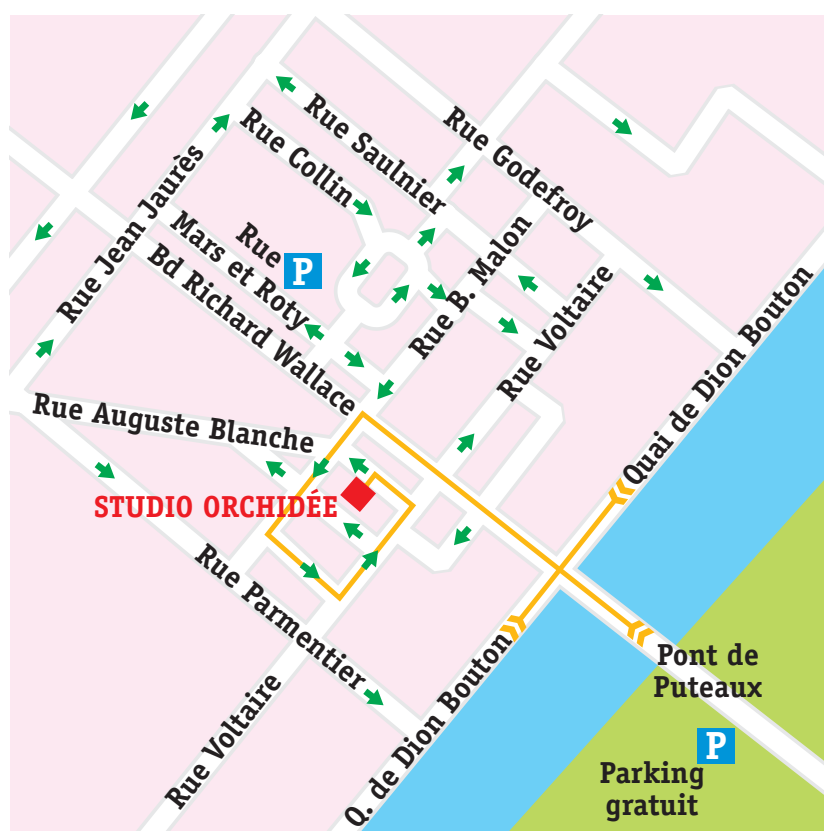 Rue Godefroy
Rue Saulnier
Rue Collin
Rue Jean Jaurês
Rue
Mars et Roty
P
Bd Richard Wallace
Rue B. Malon
Rue Voltaire
Quai de Dion Bouton
Rue Auguste Blanche
STUDIO ORCHIDÉE
Rue Parmentier
Rue Voltaire
Q. de Dion Bouton
Pont de
Puteaux
P
Parking
gratuit